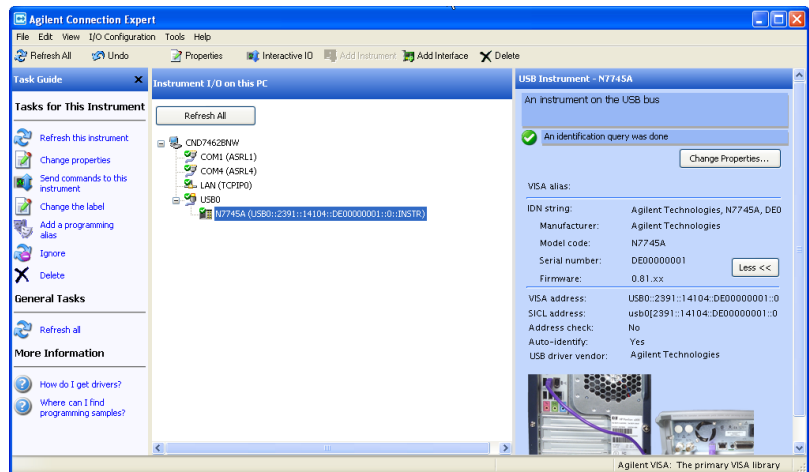 Agilent Connection Expert
File Edit View I/O Configuration Tools Help
Refresh All Undo Properties Interactive IO Add Instrument Add Interface Delete
Task Guide
Tasks for This Instrument
Refresh this instrument
Change properties
Send commands to this
instrument
Change the label
Add a programming
alias
Ignore
Delete
General Tasks
Refresh all
More Information
How do I get drivers?
Where can I find
programming samples?
Instrument I/O on this PC
Refresh All
CND7462BNW
COM1 (ASRL1)
COM4 (ASRL4)
LAN (TCPIP0)
USB0
N7745A (USB0::2391::14104::DE00000001::0::INSTR)
USB Instrument - N7745A
An instrument on the USB bus
An identification query was done
Change Properties...
VISA alias:
IDN string: Agilent Technologies, N7745A, DE0
Manufacturer: Agilent Technologies
Model code: N7745A
Serial number: DE00000001
Less <<
Firmware: 0.81.xx
VISA address: USB0::2391::14104::DE00000001::0
SICL address: usb0[2391::14104::DE00000001::0
Address check: No
Auto-identify: Yes
USB driver vendor: Agilent Technologies
Agilent VISA: The primary VISA library